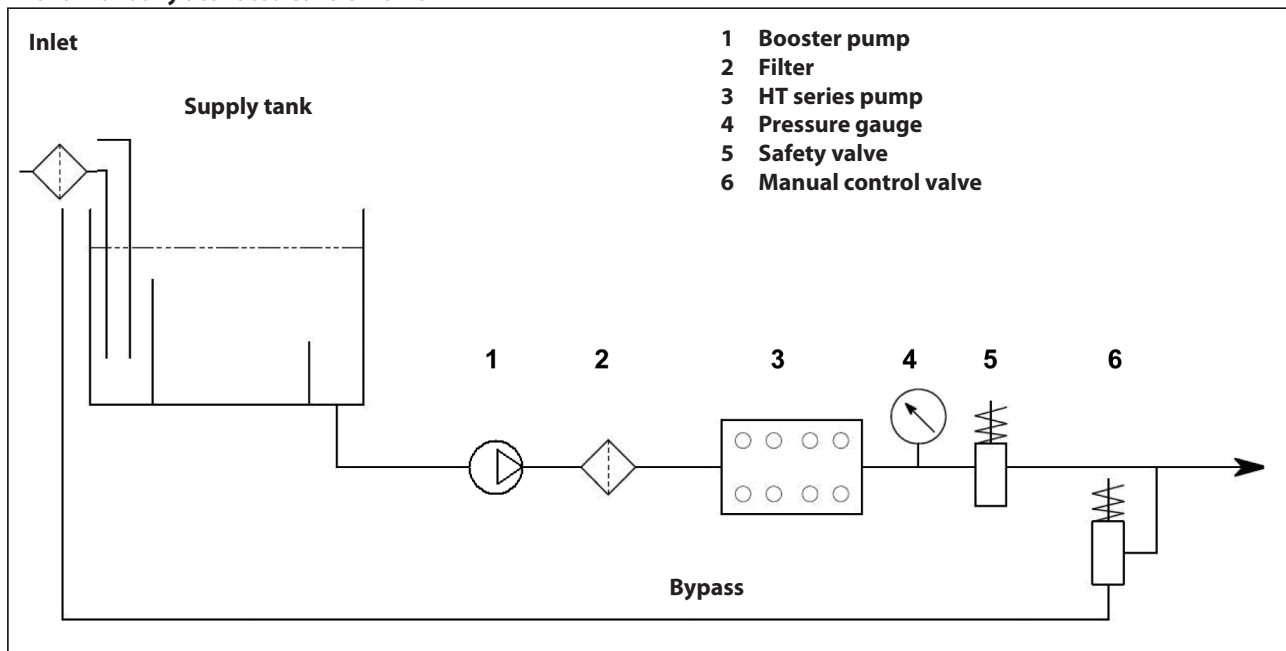 Inlet
Supply tank
1 Booster pump
2 Filter
3 HT series pump
4 Pressure gauge
5 Safety valve
6 Manual control valve
1 2 3 4 5 6
Bypass